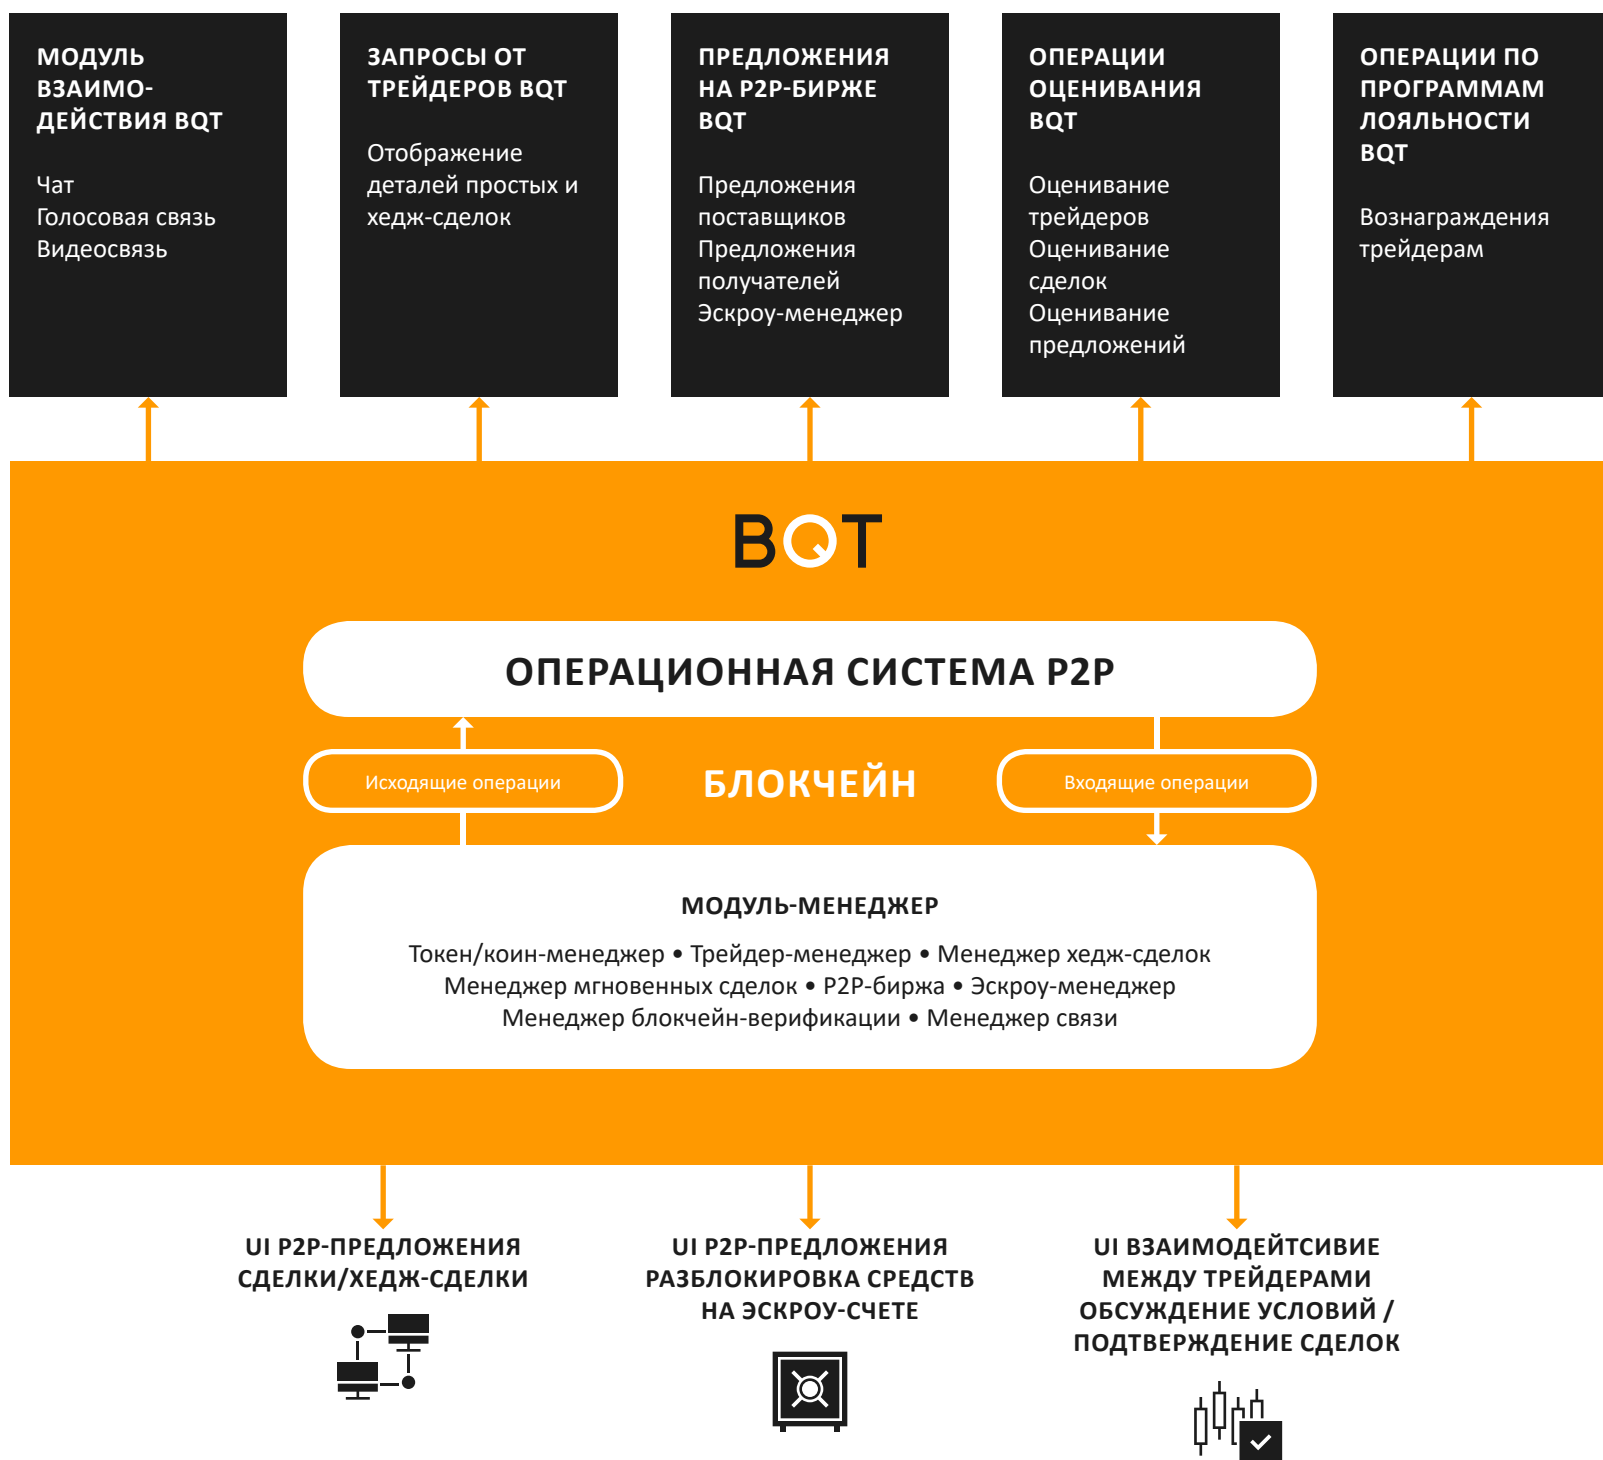 МОДУЛЬ
ВЗАИМО-
ДЕЙСТВИЯ BQT
Чат
Голосовая связь
Видеосвязь
ЗАПРОСЫ ОТ
ТРЕЙДЕРОВ BQT
Отображение
деталей простых и
хедж-сделок
ПРЕДЛОЖЕНИЯ
НА P2P-БИРЖЕ
BQT
Предложения
поставщиков
Предложения
получателей
Эскроу-менеджер
ОПЕРАЦИИ
ОЦЕНИВАНИЯ
BQT
Оценивание
трейдеров
Оценивание
сделок
Оценивание
предложений
ОПЕРАЦИИ ПО
ПРОГРАММАМ
ЛОЯЛЬНОСТИ
BQT
Вознаграждения
трейдерам
BQT
ОПЕРАЦИОННАЯ СИСТЕМА P2P
Исходящие операции
БЛОКЧЕЙН
Входящие операции
МОДУЛЬ-МЕНЕДЖЕР
Токен/коин-менеджер • Трейдер-менеджер • Менеджер хедж-сделок
Менеджер мгновенных сделок • P2P-биржа • Эскроу-менеджер
Менеджер блокчейн-верификации • Менеджер связи
UI P2P-ПРЕДЛОЖЕНИЯ
СДЕЛКИ/ХЕДЖ-СДЕЛКИ
UI P2P-ПРЕДЛОЖЕНИЯ
РАЗБЛОКИРОВКА СРЕДСТВ
НА ЭСКРОУ-СЧЕТЕ
UI ВЗАИМОДЕЙТСИВИЕ
МЕЖДУ ТРЕЙДЕРАМИ
ОБСУЖДЕНИЕ УСЛОВИЙ /
ПОДТВЕРЖДЕНИЕ СДЕЛОК